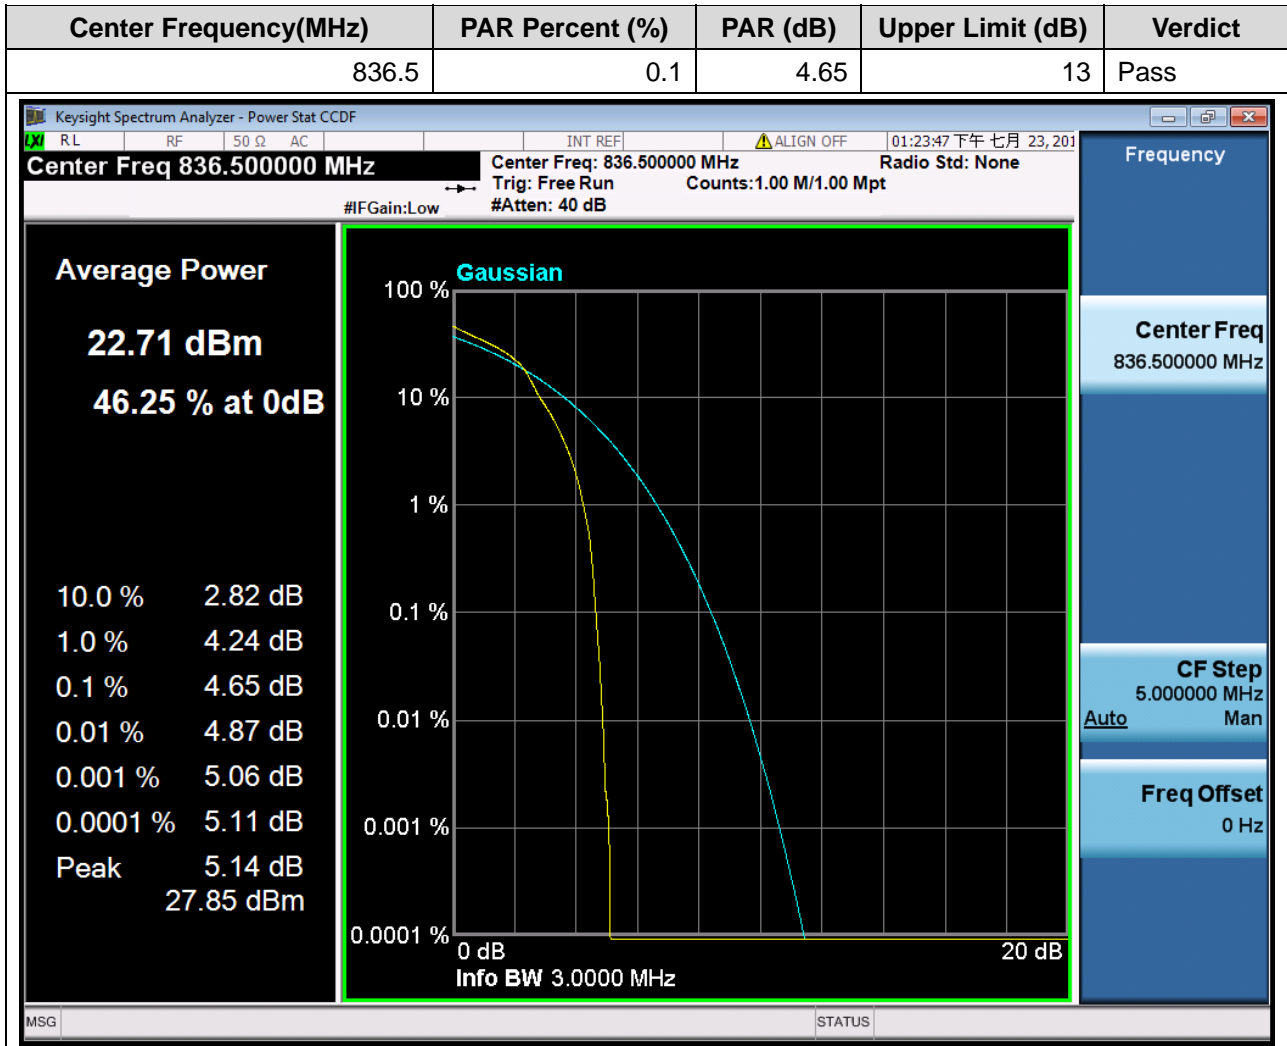 Center Frequency(MHz) PAR Percent (%) PAR (dB) Upper Limit (dB) Verdict
836.5 0.1 4.65 13 Pass
Keysight Spectrum Analyzer - Power Stat CCDF
LXI RL RF 50 Ω AC INT REF ALIGN OFF 01:23:47 下午 七月 23, 201
Center Freq 836.500000 MHz
Center Freq: 836.500000 MHz Radio Std: None
Trig: Free Run Counts:1.00 M/1.00 Mpt
#IFGain:Low #Atten: 40 dB
Average Power
22.71 dBm
46.25 % at 0dB
10.0 % 2.82 dB
1.0 % 4.24 dB
0.1 % 4.65 dB
0.01 % 4.87 dB
0.001 % 5.06 dB
0.0001 % 5.11 dB
Peak 5.14 dB
27.85 dBm
Gaussian
100 %
10 %
1 %
0.1 %
0.01 %
0.001 %
0.0001 %
0 dB 20 dB
Info BW 3.0000 MHz
Frequency
Center Freq
836.500000 MHz
CF Step
5.000000 MHz
Auto Man
Freq Offset
0 Hz
MSG STATUS